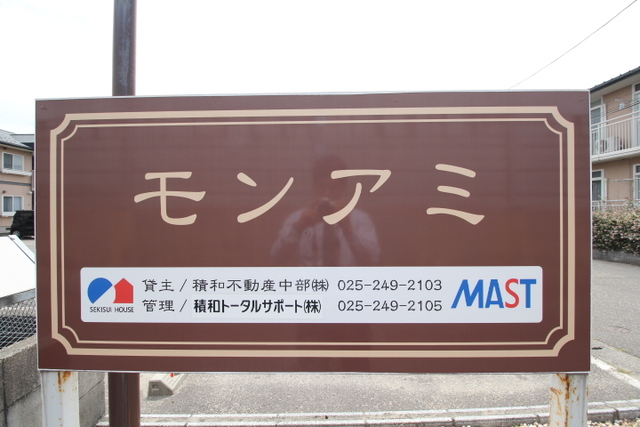 モンアミ
貸主/積和不動産中部㈱ 025-249-2103
管理/積和トータルサポート㈱ 025-249-2105
SEKISUI HOUSE
MAST